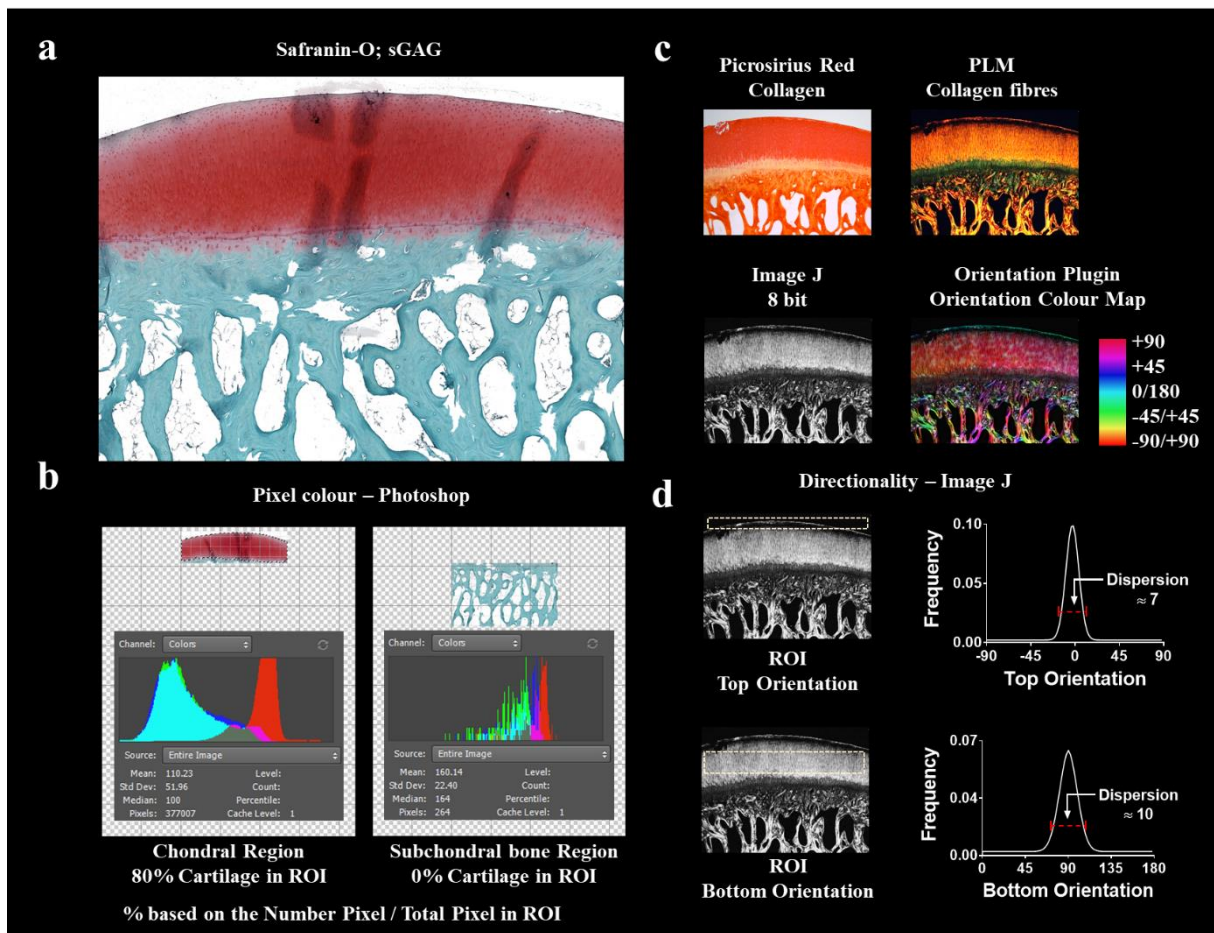 a
Safranin-O; sGAG
b
Pixel colour – Photoshop
Channel: Colors
Source: Entire Image
Mean: 110.23 Level:
Std Dev: 51.96 Count:
Median: 100 Percentile:
Pixels: 377007 Cache Level: 1
Chondral Region
80% Cartilage in ROI
Channel: Colors
Source: Entire Image
Mean: 160.14 Level:
Std Dev: 22.40 Count:
Median: 164 Percentile:
Pixels: 264 Cache Level: 1
Subchondral bone Region
0% Cartilage in ROI
% based on the Number Pixel / Total Pixel in ROI
c
Picrosirius Red
Collagen
PLM
Collagen fibres
Image J
8 bit
Orientation Plugin
Orientation Colour Map
+90
+45
0/180
-45/+45
-90/+90
d
Directionality – Image J
ROI
Top Orientation
Frequency
0.10
0.05
0.00
-90 -45 0 45 90
Top Orientation
Dispersion
≈ 7
ROI
Bottom Orientation
Frequency
0.07
0.04
0.00
0 45 90 135 180
Bottom Orientation
Dispersion
≈ 10